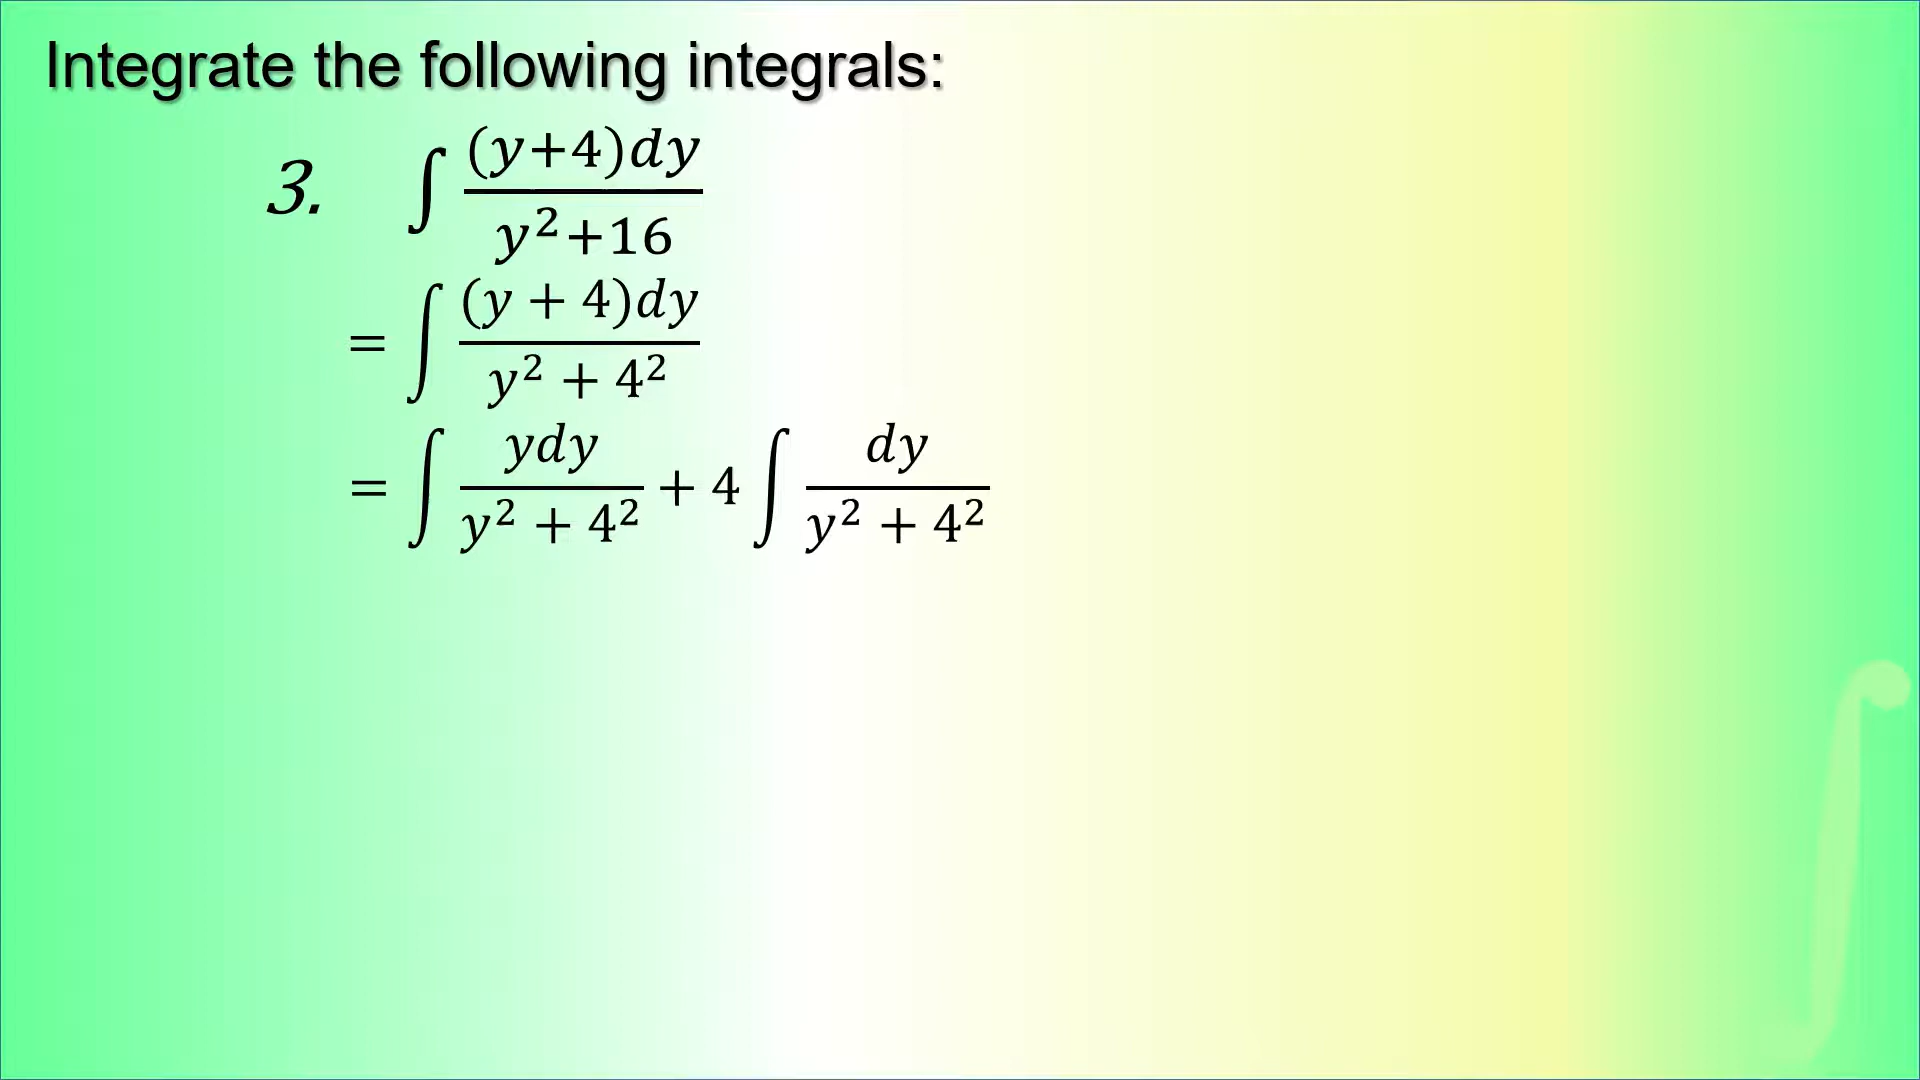 Integrate the following integrals:
3. ∫ (y+4)dy / y²+16
= ∫ (y + 4)dy / y² + 4²
= ∫ ydy / y² + 4² + 4 ∫ dy / y² + 4²